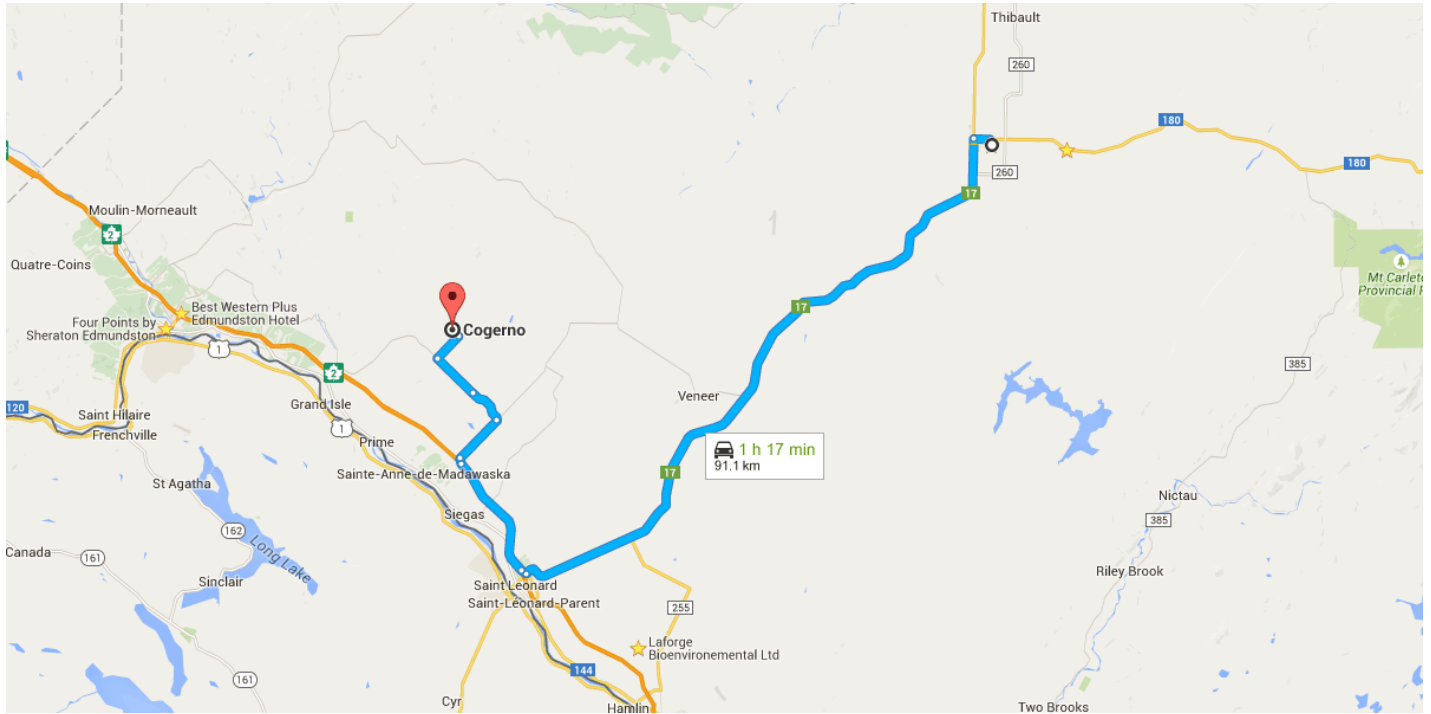 Thibault
260
180
180
17
260
Moulin-Morneault
2
Quatre-Coins
Mt Carlet
Provincial P
Best Western Plus
Edmundston Hotel
Four Points by
Sheraton Edmundston
1
Cogerno
17
2
385
Veneer
Grand Isle
120
Saint Hilaire
Frenchville
1
Prime
1 h 17 min
91.1 km
Sainte-Anne-de-Madawaska
17
St Agatha
Siegas
Nictau
385
162
Long Lake
Canada
161
Sinclair
Riley Brook
Saint Léonard
Saint-Léonard-Parent
255
Laforge
Bioenvironemental Ltd
144
161
Cyr
Hamlin
Two Brooks